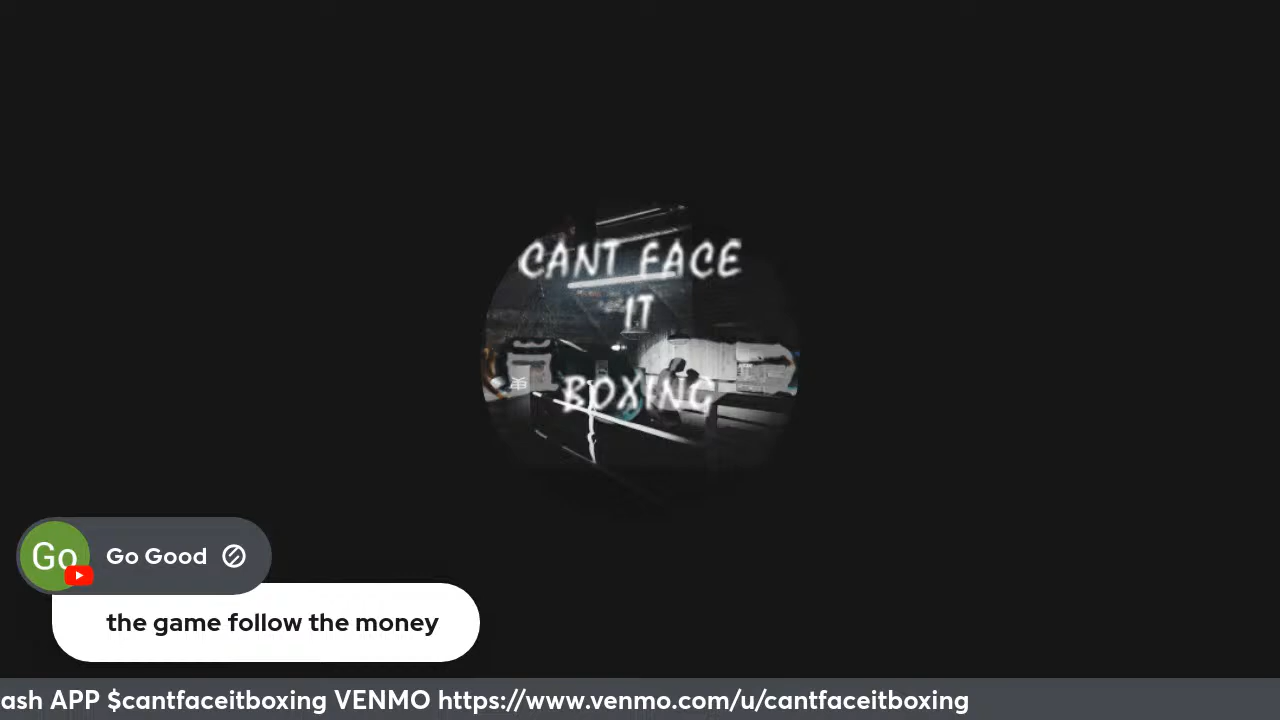 CANT FACE
IT
BOXING
Go Go Good
the game follow the money
ash APP $cantfaceitboxing VENMO https://www.venmo.com/u/cantfaceitboxing